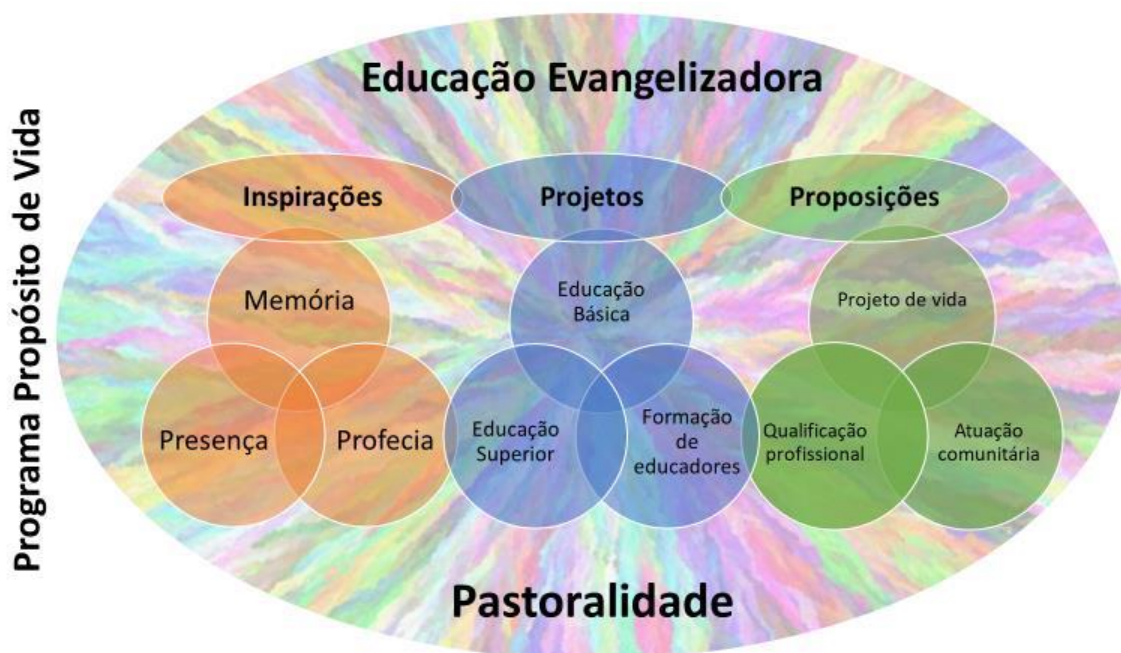 Programa Propósito de Vida
Educação Evangelizadora
Inspirações
Projetos
Proposições
Memória
Presença
Profecia
Educação
Básica
Educação
Superior
Formação
de
educadores
Projeto de vida
Qualificação
profissional
Atuação
comunitária
Pastoralidade